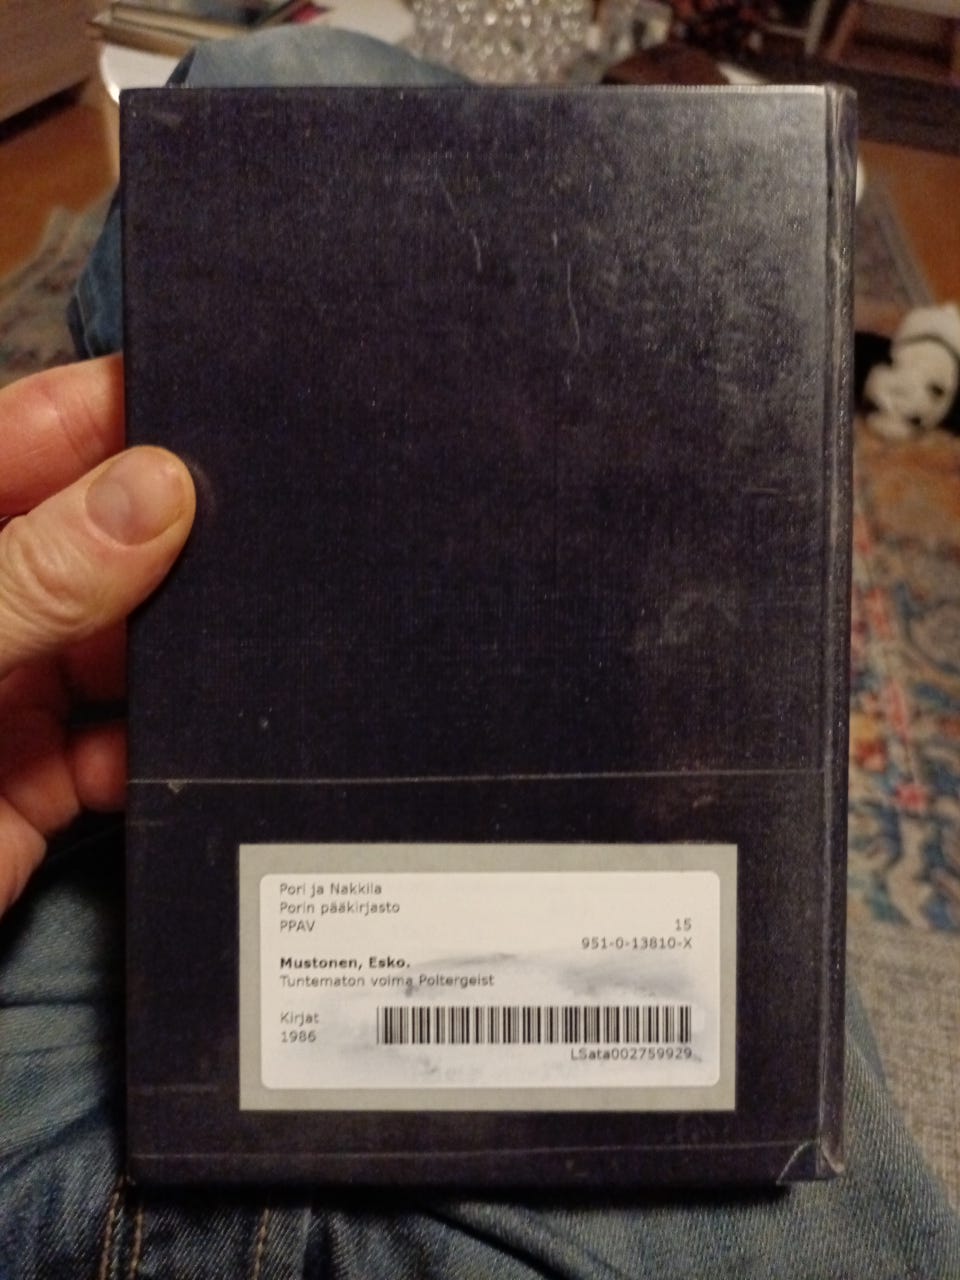 Pori ja Nakkila
Porin pääkirjasto
PPAV 15
951-0-13810-X
Mustonen, Esko.
Tuntematon voima Poltergeist
Kirjat
1986
LSata002759929